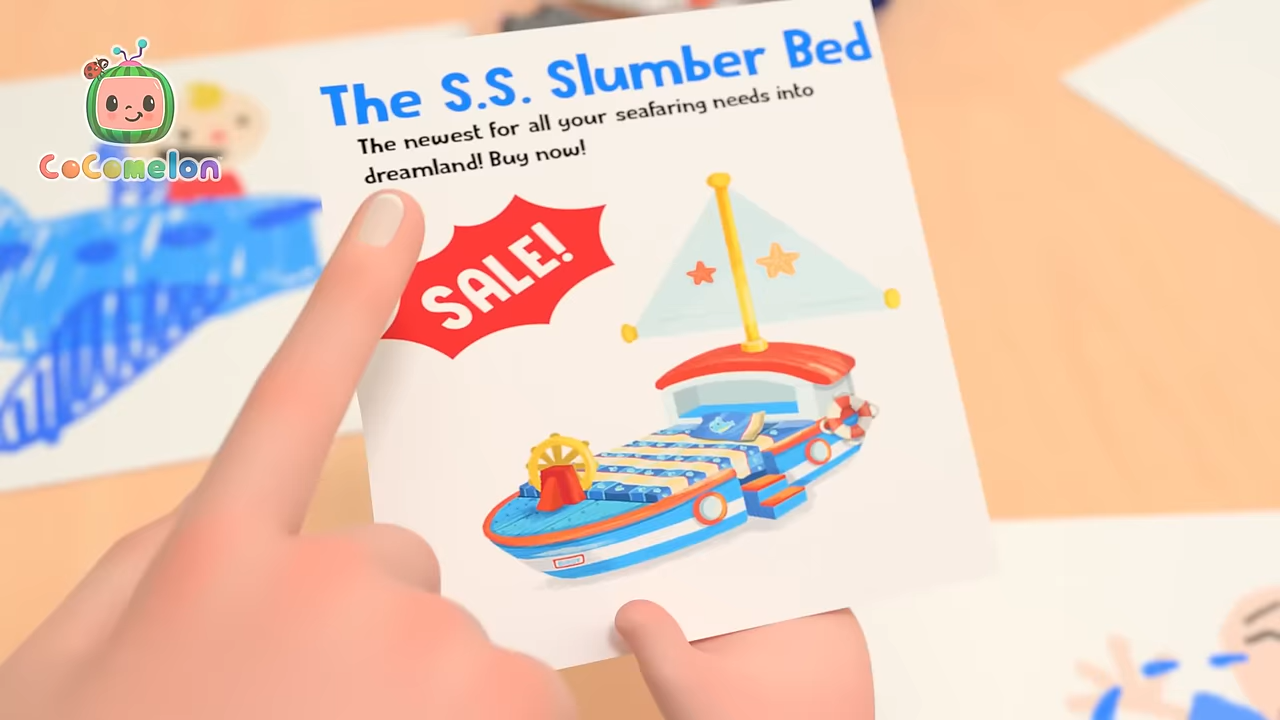 The S.S. Slumber Bed
The newest for all your seafaring needs into
dreamland! Buy now!
SALE!
CoComelon